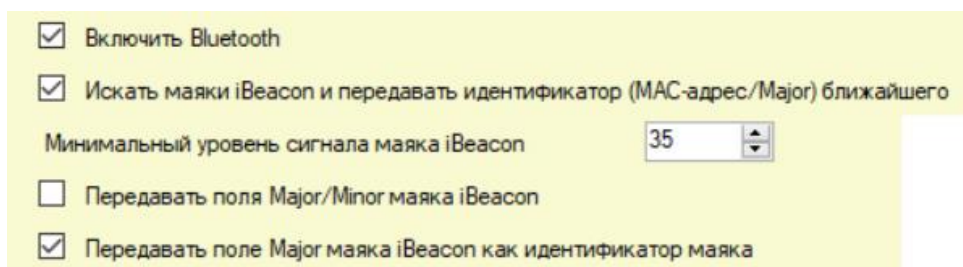 Включить Bluetooth
Искать маяки iBeacon и передавать идентификатор (MAC-адрес/Major) ближайшего
Минимальный уровень сигнала маяка iBeacon 35
Передавать поля Major/Minor маяка iBeacon
Передавать поле Major маяка iBeacon как идентификатор маяка